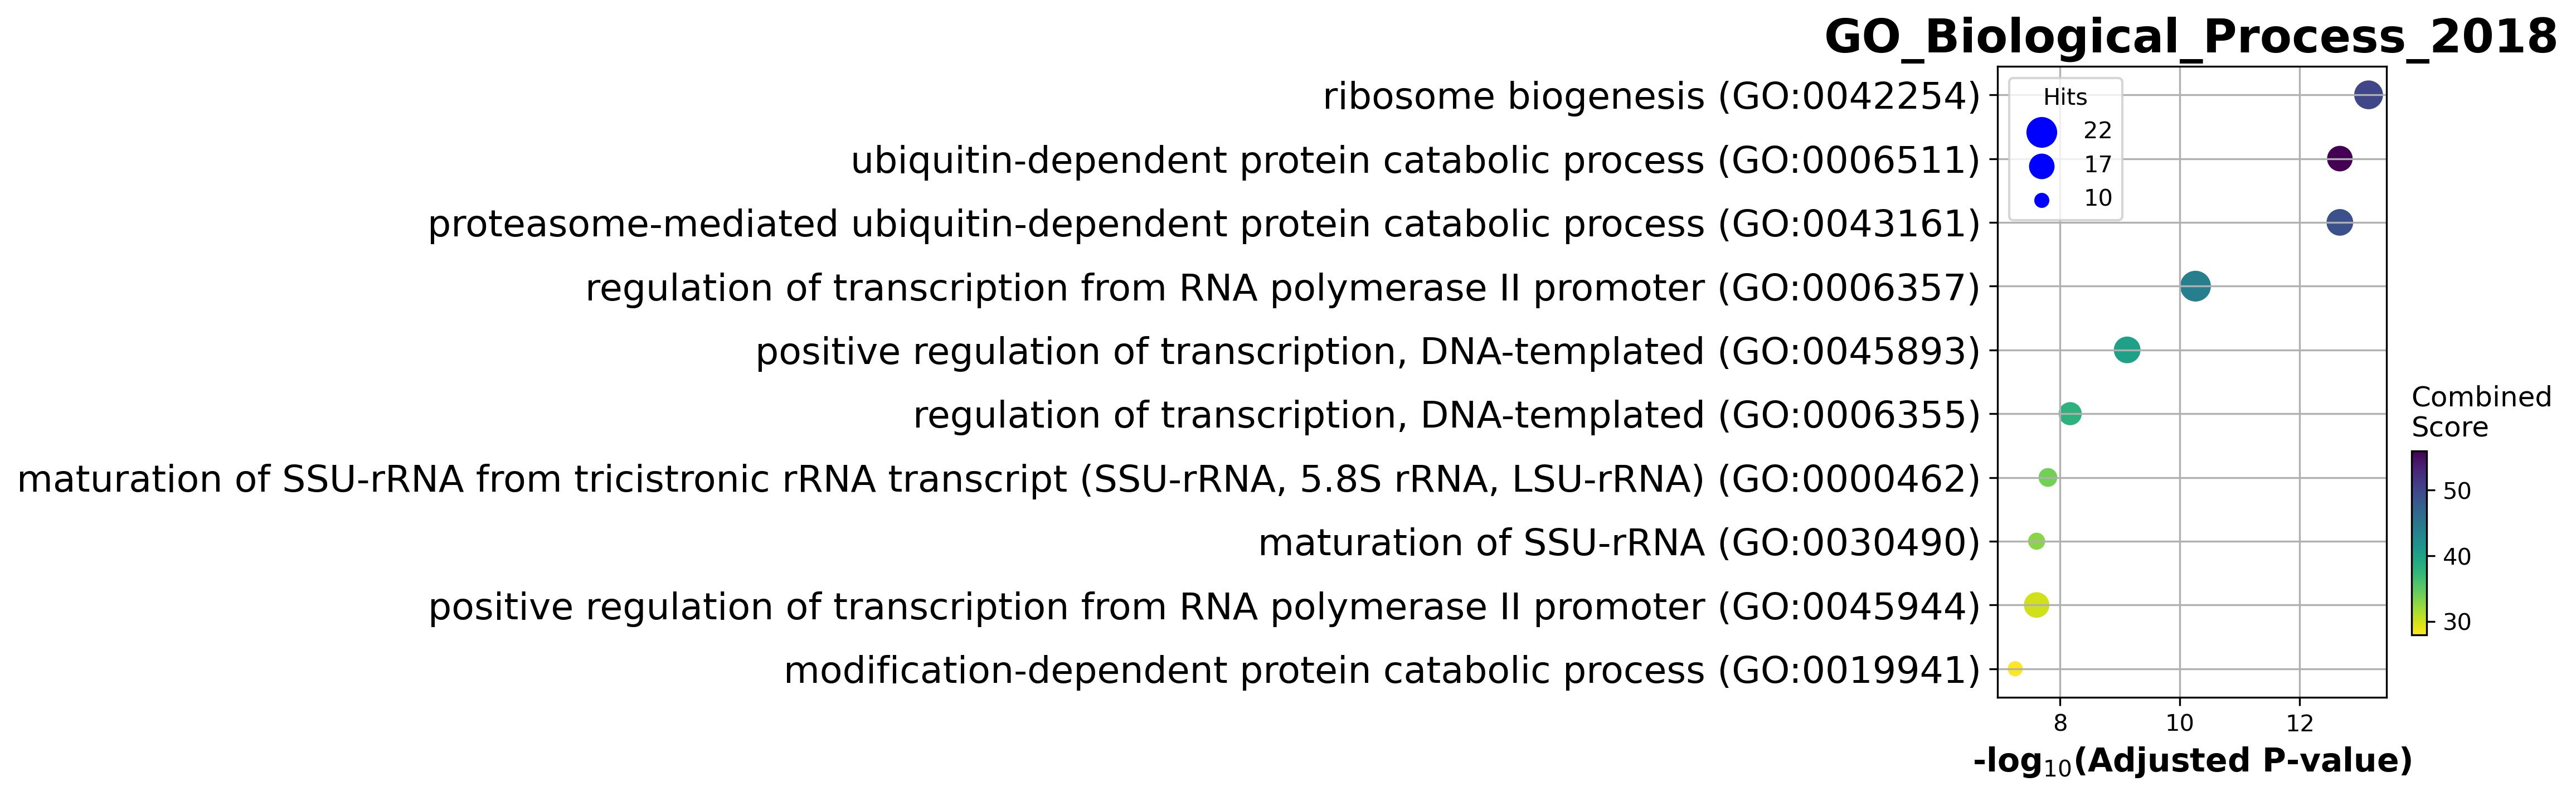 GO_Biological_Process_2018
ribosome biogenesis (GO:0042254)
ubiquitin-dependent protein catabolic process (GO:0006511)
proteasome-mediated ubiquitin-dependent protein catabolic process (GO:0043161)
regulation of transcription from RNA polymerase II promoter (GO:0006357)
positive regulation of transcription, DNA-templated (GO:0045893)
regulation of transcription, DNA-templated (GO:0006355)
maturation of SSU-rRNA from tricistronic rRNA transcript (SSU-rRNA, 5.8S rRNA, LSU-rRNA) (GO:0000462)
maturation of SSU-rRNA (GO:0030490)
positive regulation of transcription from RNA polymerase II promoter (GO:0045944)
modification-dependent protein catabolic process (GO:0019941)
Hits
22
17
10
8 10 12
-log₁₀(Adjusted P-value)
Combined
Score
50
40
30